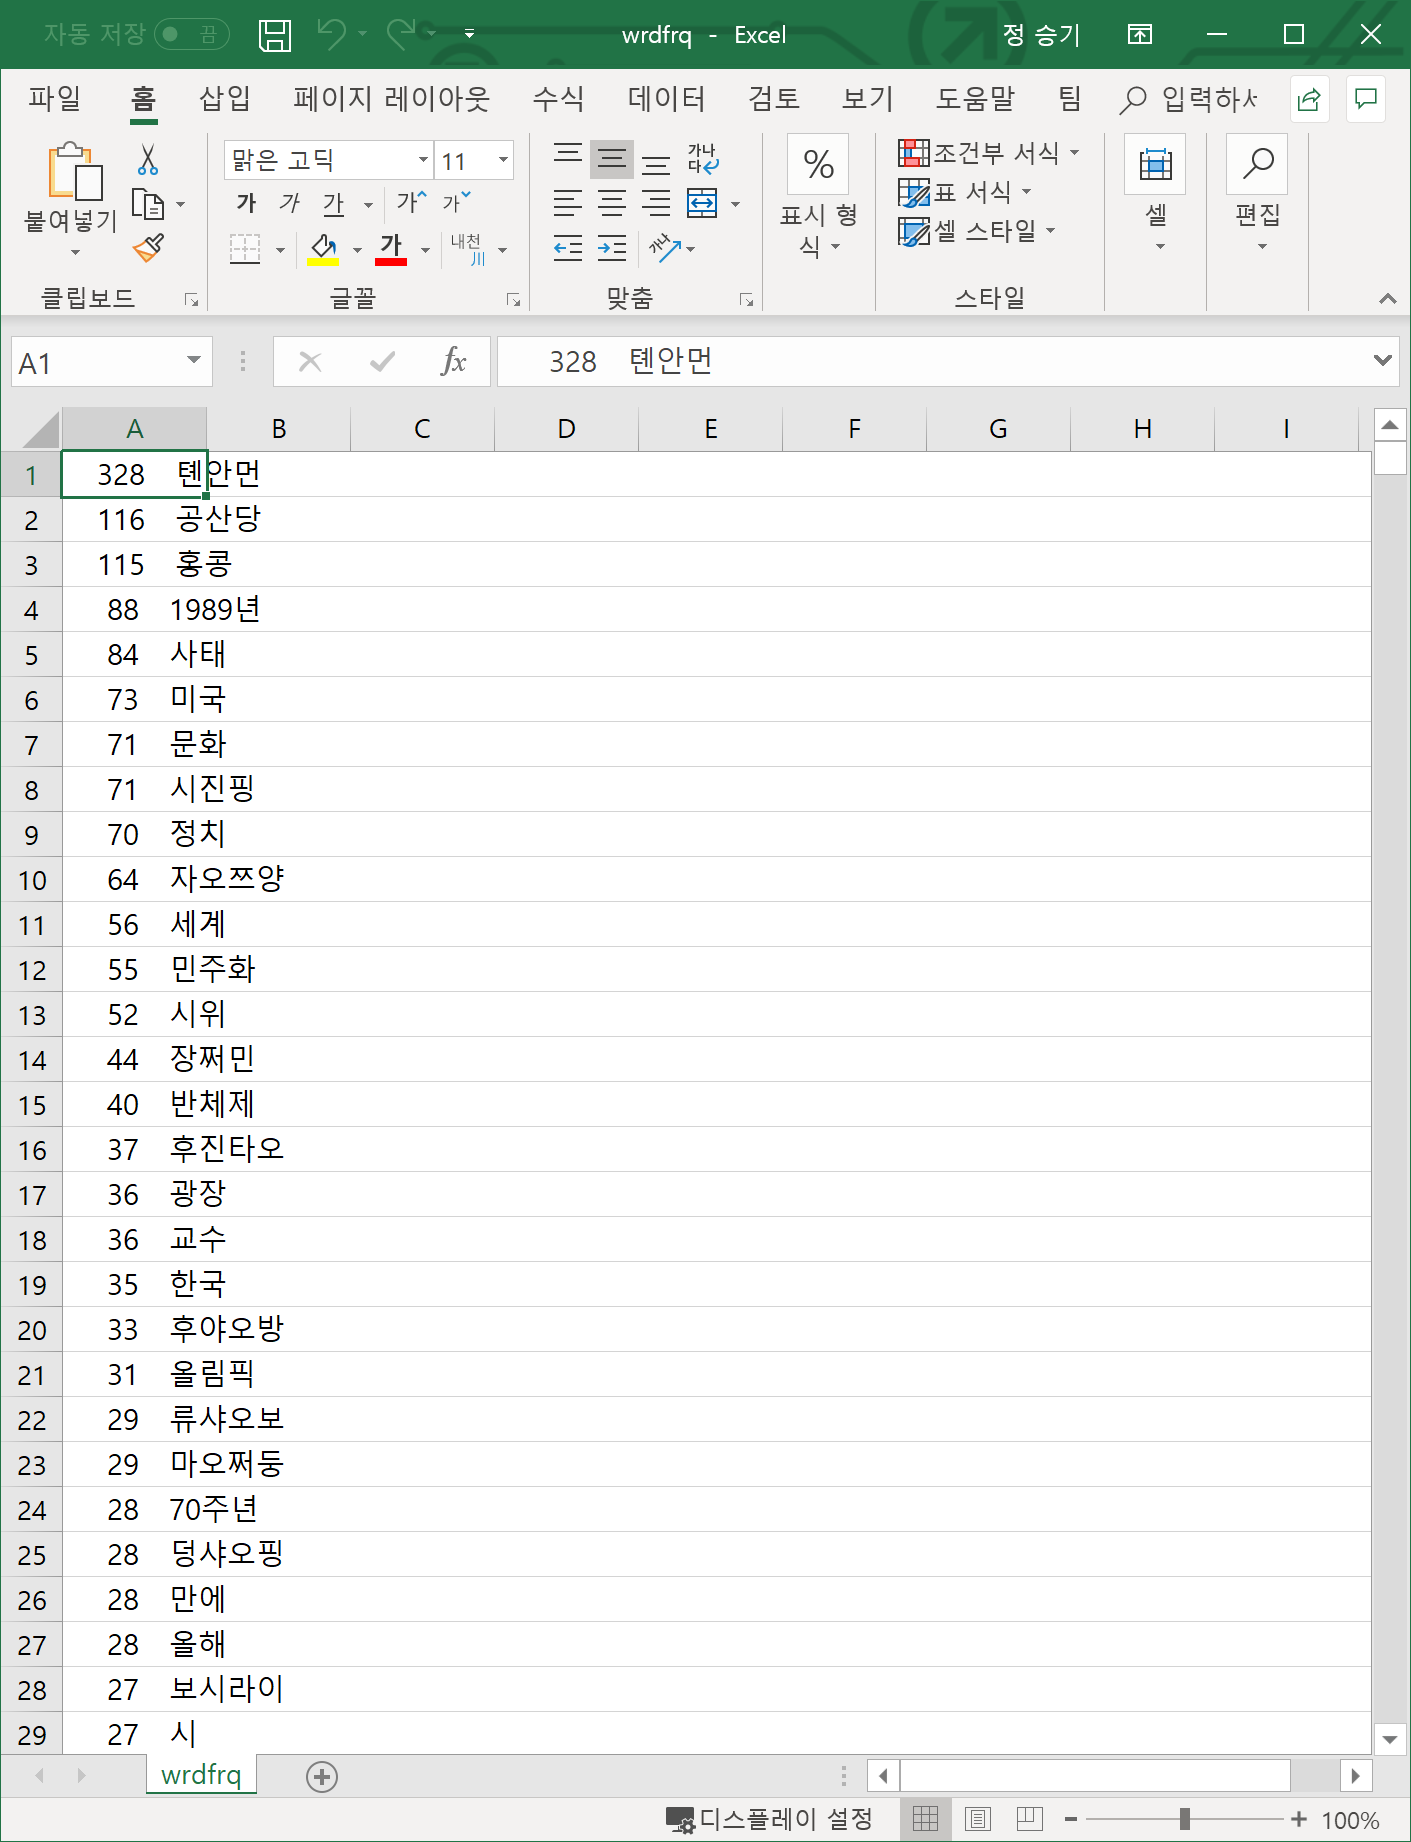 자동 저장 끔 wrdfrq - Excel 정 승기
파일 홈 삽입 페이지 레이아웃 수식 데이터 검토 보기 도움말 팀 입력하
붙여넣기
맑은 고딕 11
가 가 가 가 가
가 내천 川
가나다
% 표시 형식
조건부 서식
표 서식
셀 스타일
셀
편집
클립보드 글꼴 맞춤 스타일
A1 fx 328 톈안먼
A B C D E F G H I
1 328 톈안먼
2 116 공산당
3 115 홍콩
4 88 1989년
5 84 사태
6 73 미국
7 71 문화
8 71 시진핑
9 70 정치
10 64 자오쯔양
11 56 세계
12 55 민주화
13 52 시위
14 44 장쩌민
15 40 반체제
16 37 후진타오
17 36 광장
18 36 교수
19 35 한국
20 33 후야오방
21 31 올림픽
22 29 류샤오보
23 29 마오쩌둥
24 28 70주년
25 28 덩샤오핑
26 28 만에
27 28 올해
28 27 보시라이
29 27 시
wrdfrq
디스플레이 설정 100%